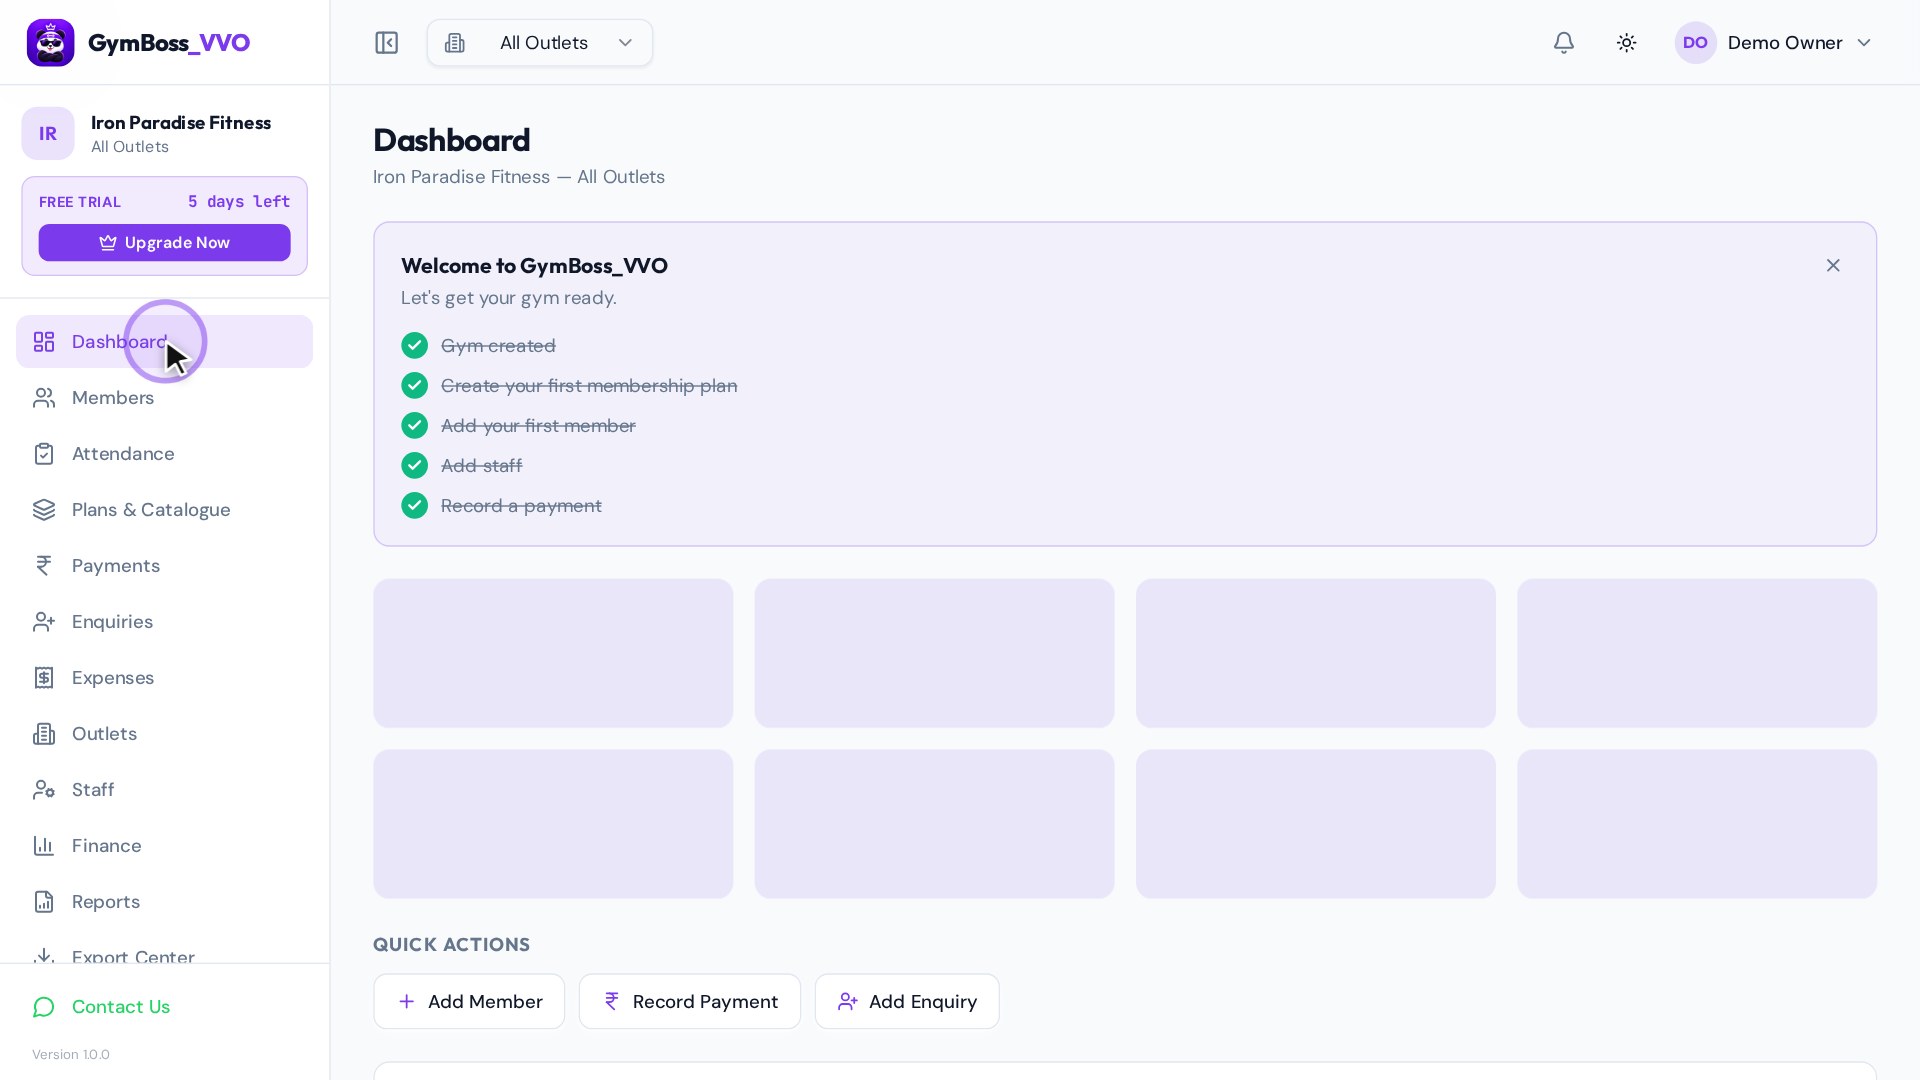 GymBoss_VVO
All Outlets
DO
Demo Owner
IR
Iron Paradise Fitness
All Outlets
FREE TRIAL
5 days left
Upgrade Now
Dashboard
Members
Attendance
Plans & Catalogue
Payments
Enquiries
Expenses
Outlets
Staff
Finance
Reports
Export Center
Contact Us
Version 1.0.0
Dashboard
Iron Paradise Fitness — All Outlets
Welcome to GymBoss_VVO
Let's get your gym ready.
Gym created
Create your first membership plan
Add your first member
Add staff
Record a payment
QUICK ACTIONS
Add Member
Record Payment
Add Enquiry